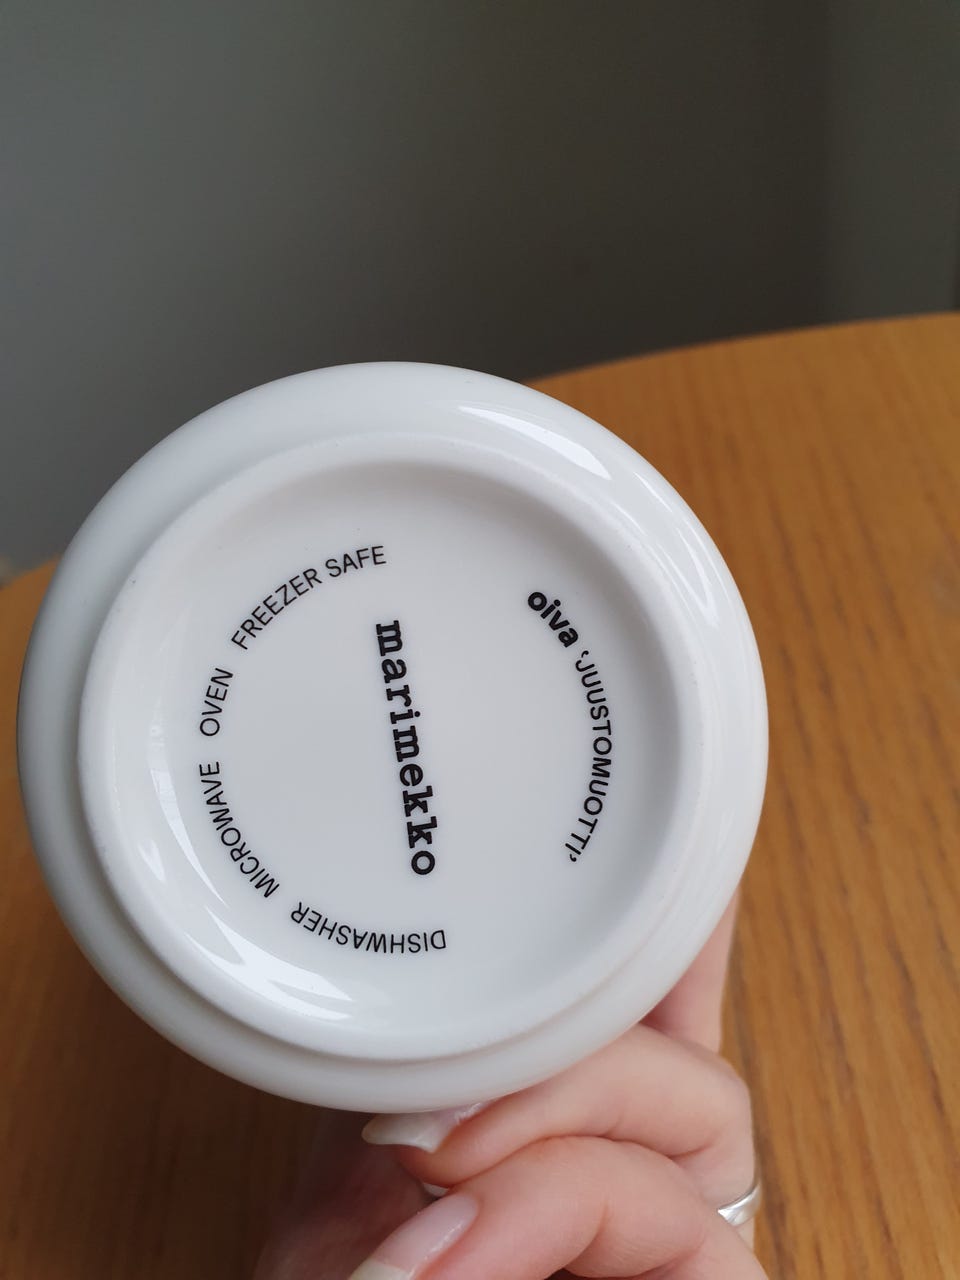 oiva ‘JUUSTOMUOTTI’
marimekko
DISHWASHER MICROWAVE OVEN FREEZER SAFE